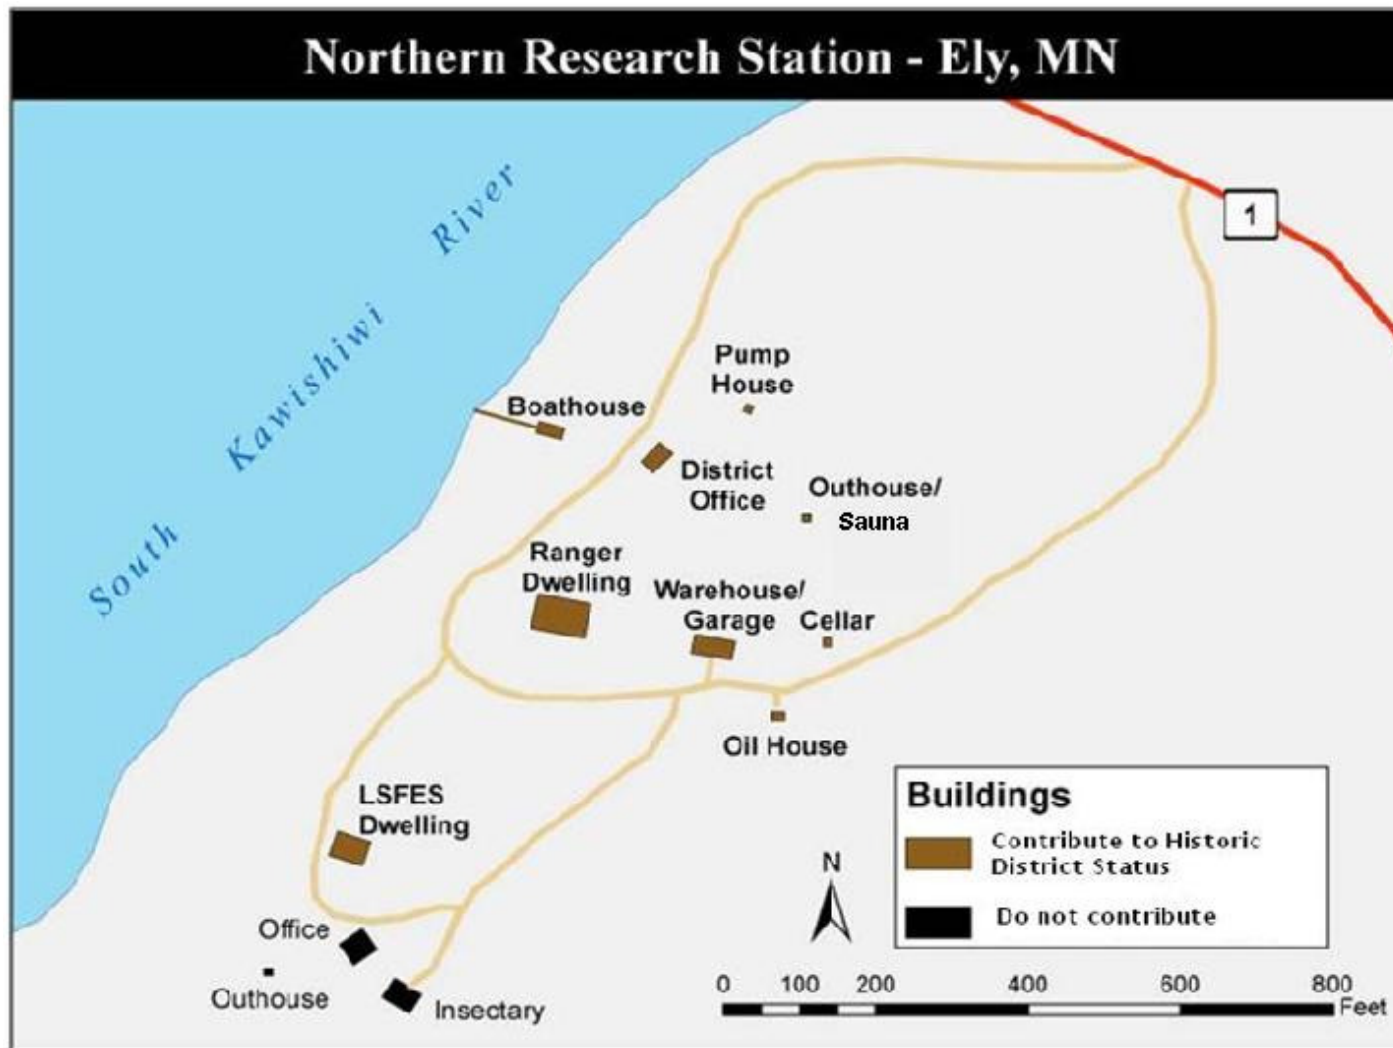 Northern Research Station - Ely, MN
1
South Kawishiwi River
Pump
House
Boathouse
District
Office
Outhouse/
Sauna
Ranger
Dwelling
Warehouse/
Garage
Cellar
Oil House
LSFES
Dwelling
Office
Outhouse
Insectary
Buildings
Contribute to Historic
District Status
Do not contribute
N
0 100 200 400 600 800
Feet